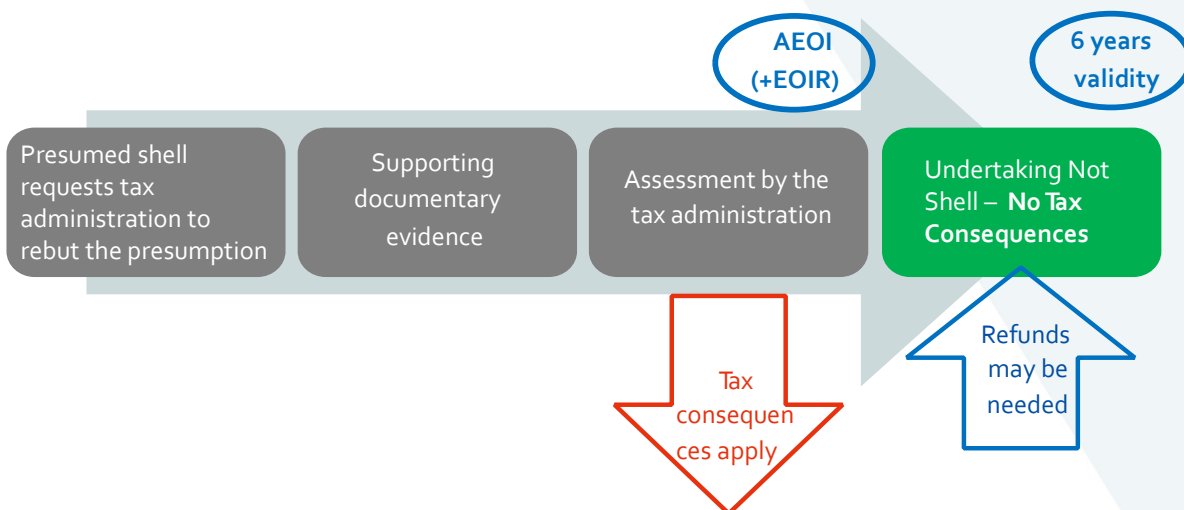 AEOI
(+EOIR)
6 years
validity
Presumed shell
requests tax
administration to
rebut the presumption
Supporting
documentary
evidence
Assessment by the
tax administration
Undertaking Not
Shell – No Tax
Consequences
Tax
consequen
ces apply
Refunds
may be
needed